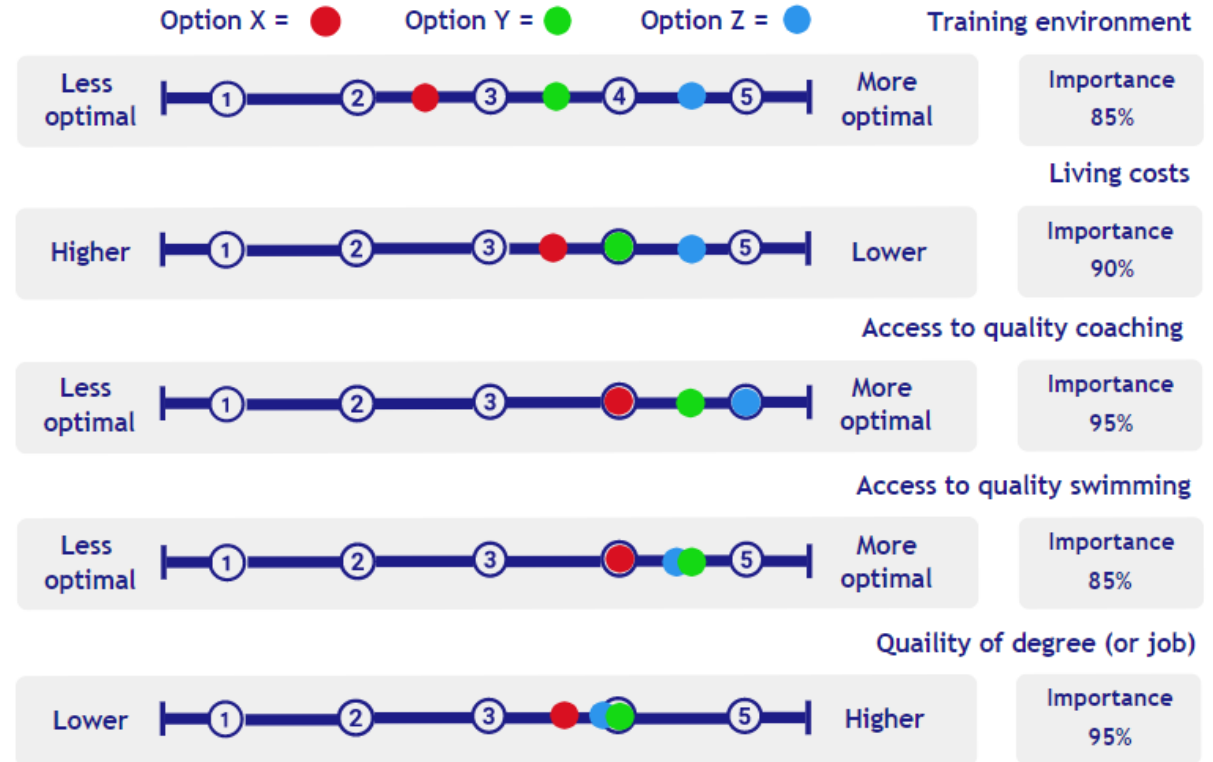 Option X =
Option Y =
Option Z =
Training environment
Less
optimal
1
2
3
4
5
More
optimal
Importance
85%
Living costs
Higher
1
2
3
5
Lower
Importance
90%
Access to quality coaching
Less
optimal
1
2
3
More
optimal
Importance
95%
Access to quality swimming
Less
optimal
1
2
3
5
More
optimal
Importance
85%
Quaility of degree (or job)
Lower
1
2
3
5
Higher
Importance
95%